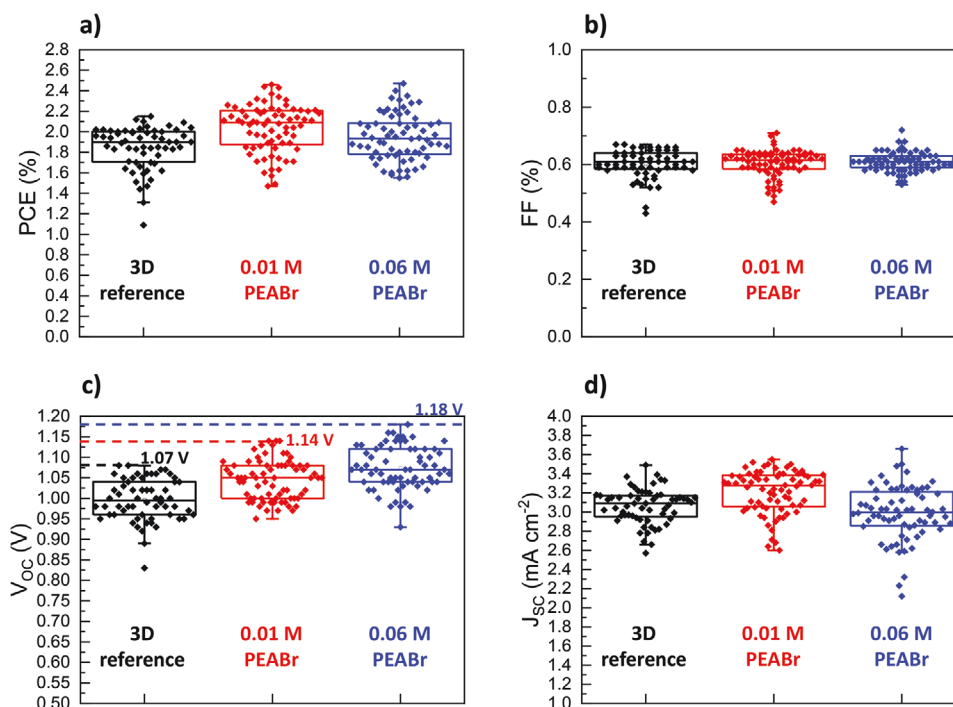 a)
PCE (%)
2.8
2.6
2.4
2.2
2.0
1.8
1.6
1.4
1.2
1.0
0.8
0.6
0.4
0.2
0.0
3D
reference
0.01 M
PEABr
0.06 M
PEABr
b)
FF (%)
1.0
0.8
0.6
0.4
0.2
0.0
3D
reference
0.01 M
PEABr
0.06 M
PEABr
c)
V_OC (V)
1.20
1.15
1.10
1.05
1.00
0.95
0.90
0.85
0.80
0.75
0.70
0.65
0.60
0.55
0.50
1.07 V
1.14 V
1.18 V
3D
reference
0.01 M
PEABr
0.06 M
PEABr
d)
J_SC (mA cm⁻²)
4.0
3.8
3.6
3.4
3.2
3.0
2.8
2.6
2.4
2.2
2.0
1.8
1.6
1.4
1.2
1.0
3D
reference
0.01 M
PEABr
0.06 M
PEABr